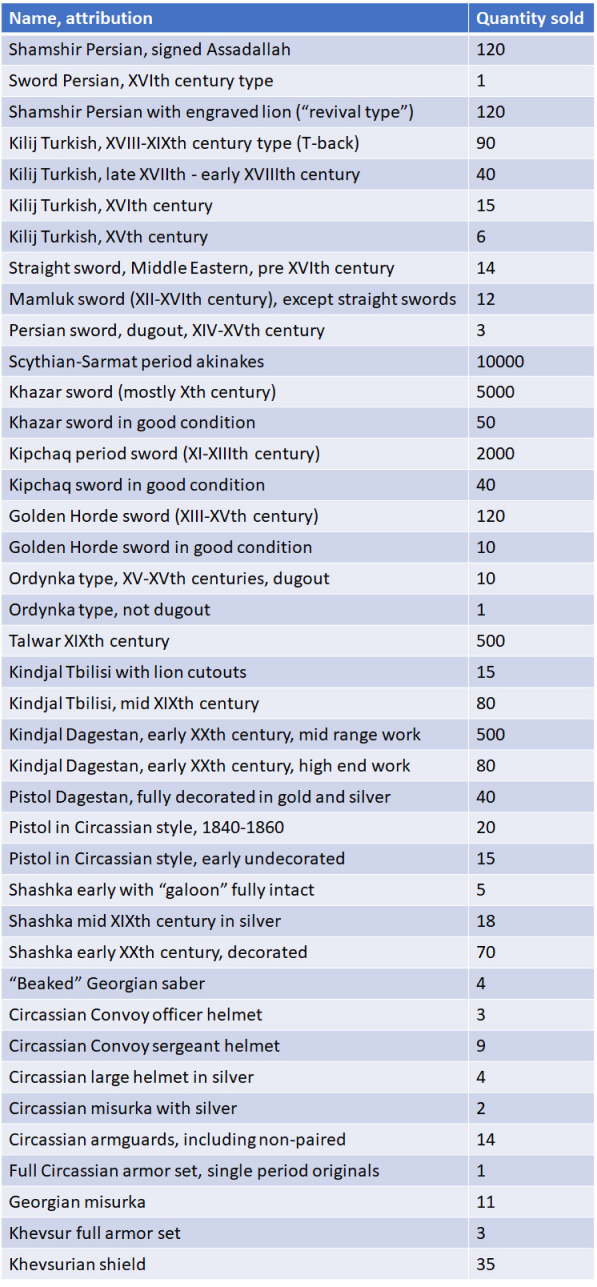 Name, attribution Quantity sold
Shamshir Persian, signed Assadallah 120
Sword Persian, XVIth century type 1
Shamshir Persian with engraved lion (“revival type”) 120
Kilij Turkish, XVIII-XIXth century type (T-back) 90
Kilij Turkish, late XVIIth - early XVIIIth century 40
Kilij Turkish, XVIth century 15
Kilij Turkish, XVth century 6
Straight sword, Middle Eastern, pre XVIth century 14
Mamluk sword (XII-XVIth century), except straight swords 12
Persian sword, dugout, XIV-XVth century 3
Scythian-Sarmat period akinakes 10000
Khazar sword (mostly Xth century) 5000
Khazar sword in good condition 50
Kipchaq period sword (XI-XIIIth century) 2000
Kipchaq sword in good condition 40
Golden Horde sword (XIII-XVth century) 120
Golden Horde sword in good condition 10
Ordynka type, XV-XVth centuries, dugout 10
Ordynka type, not dugout 1
Talwar XIXth century 500
Kindjal Tbilisi with lion cutouts 15
Kindjal Tbilisi, mid XIXth century 80
Kindjal Dagestan, early XXth century, mid range work 500
Kindjal Dagestan, early XXth century, high end work 80
Pistol Dagestan, fully decorated in gold and silver 40
Pistol in Circassian style, 1840-1860 20
Pistol in Circassian style, early undecorated 15
Shashka early with “galoon” fully intact 5
Shashka mid XIXth century in silver 18
Shashka early XXth century, decorated 70
“Beaked” Georgian saber 4
Circassian Convoy officer helmet 3
Circassian Convoy sergeant helmet 9
Circassian large helmet in silver 4
Circassian misurka with silver 2
Circassian armguards, including non-paired 14
Full Circassian armor set, single period originals 1
Georgian misurka 11
Khevsur full armor set 3
Khevsurian shield 35